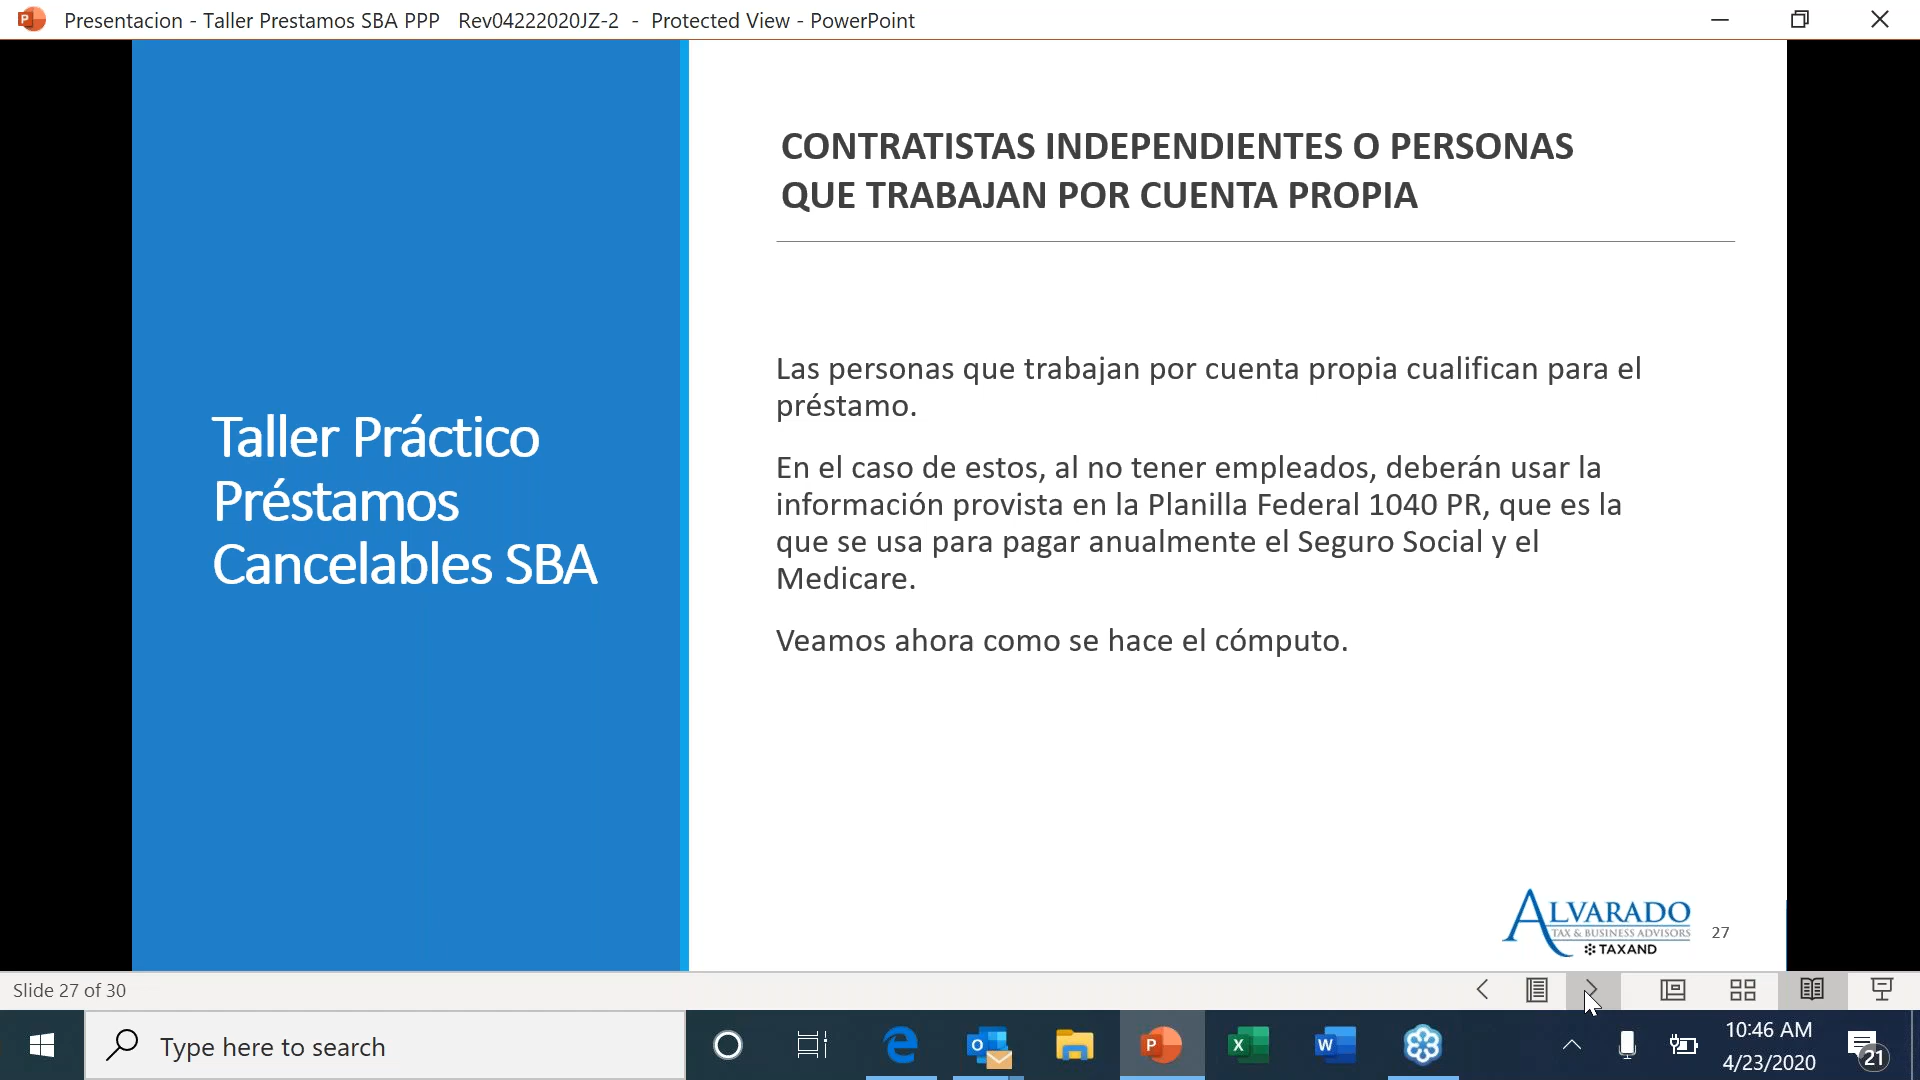 Presentacion - Taller Prestamos SBA PPP   Rev04222020JZ-2  -  Protected View - PowerPoint
CONTRATISTAS INDEPENDIENTES O PERSONAS
QUE TRABAJAN POR CUENTA PROPIA
Taller Práctico
Préstamos
Cancelables SBA
Las personas que trabajan por cuenta propia cualifican para el
préstamo.
En el caso de estos, al no tener empleados, deberán usar la
información provista en la Planilla Federal 1040 PR, que es la
que se usa para pagar anualmente el Seguro Social y el
Medicare.
Veamos ahora como se hace el cómputo.
ALVARADO
TAX & BUSINESS ADVISORS
TAXAND
27
Slide 27 of 30
Type here to search
10:46 AM
4/23/2020
21